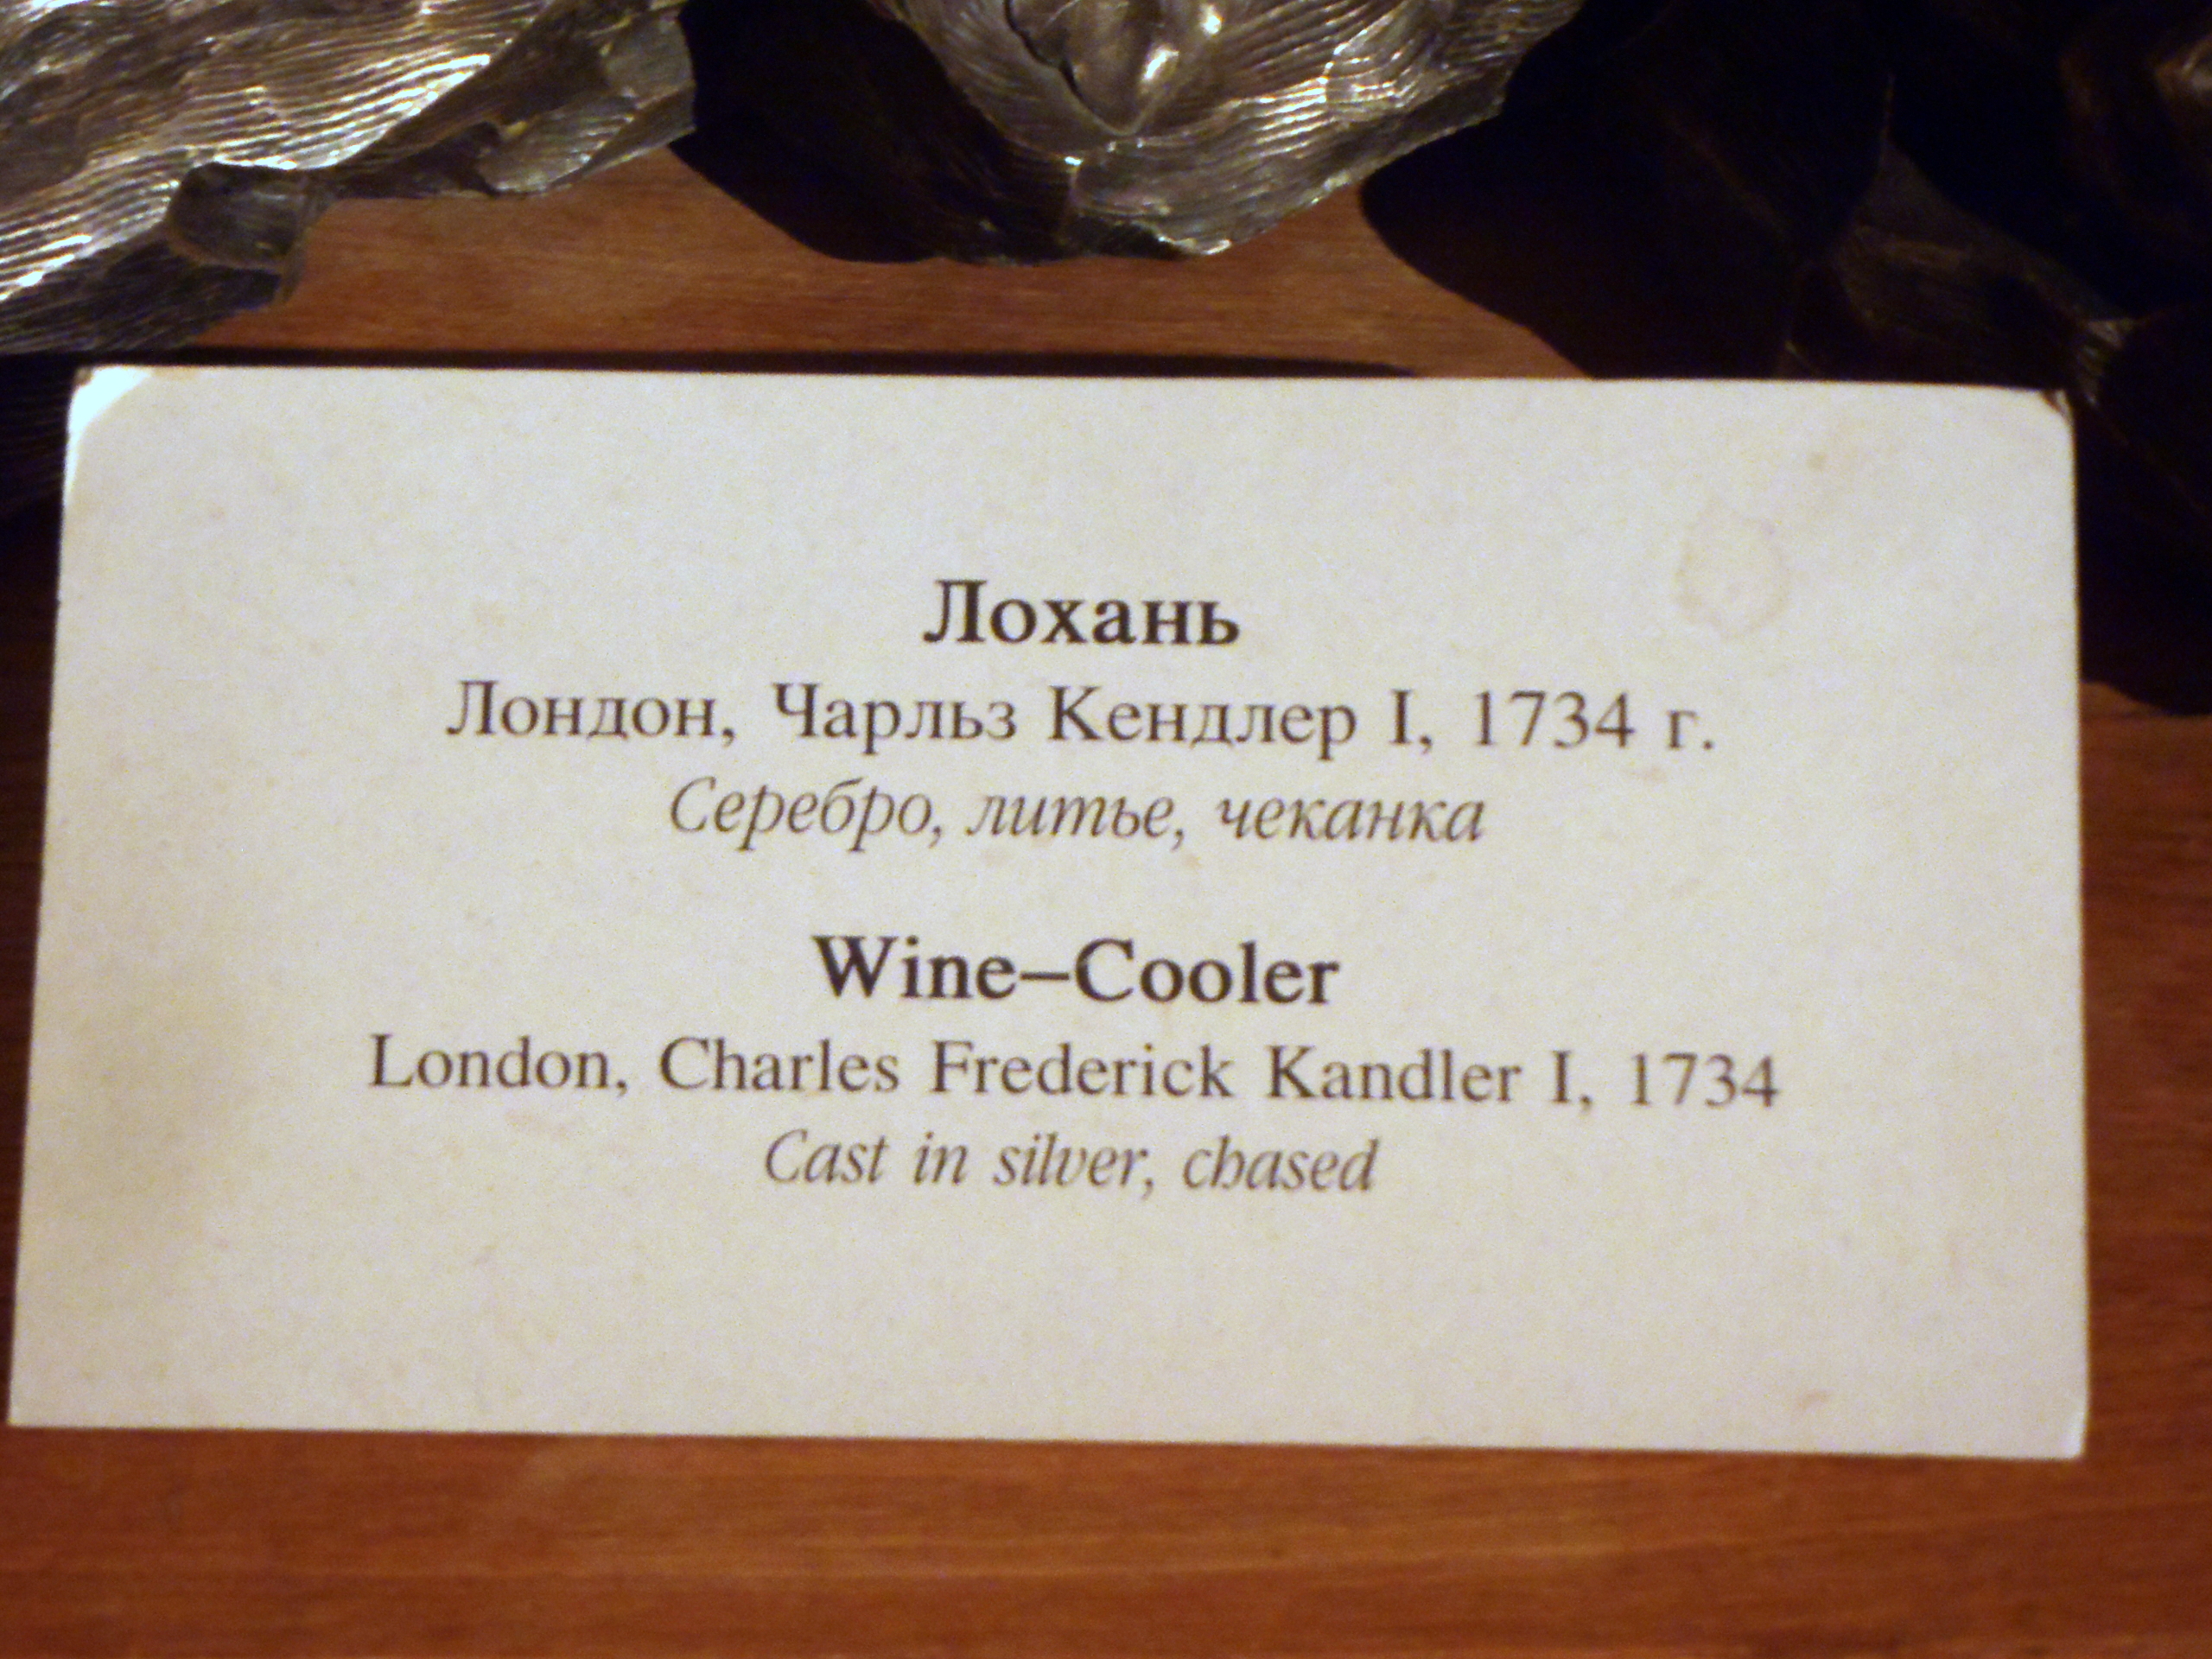 Лохань
Лондон, Чарльз Кендлер I, 1734 г.
Серебро, литье, чеканка
Wine–Cooler
London, Charles Frederick Kandler I, 1734
Cast in silver, chased